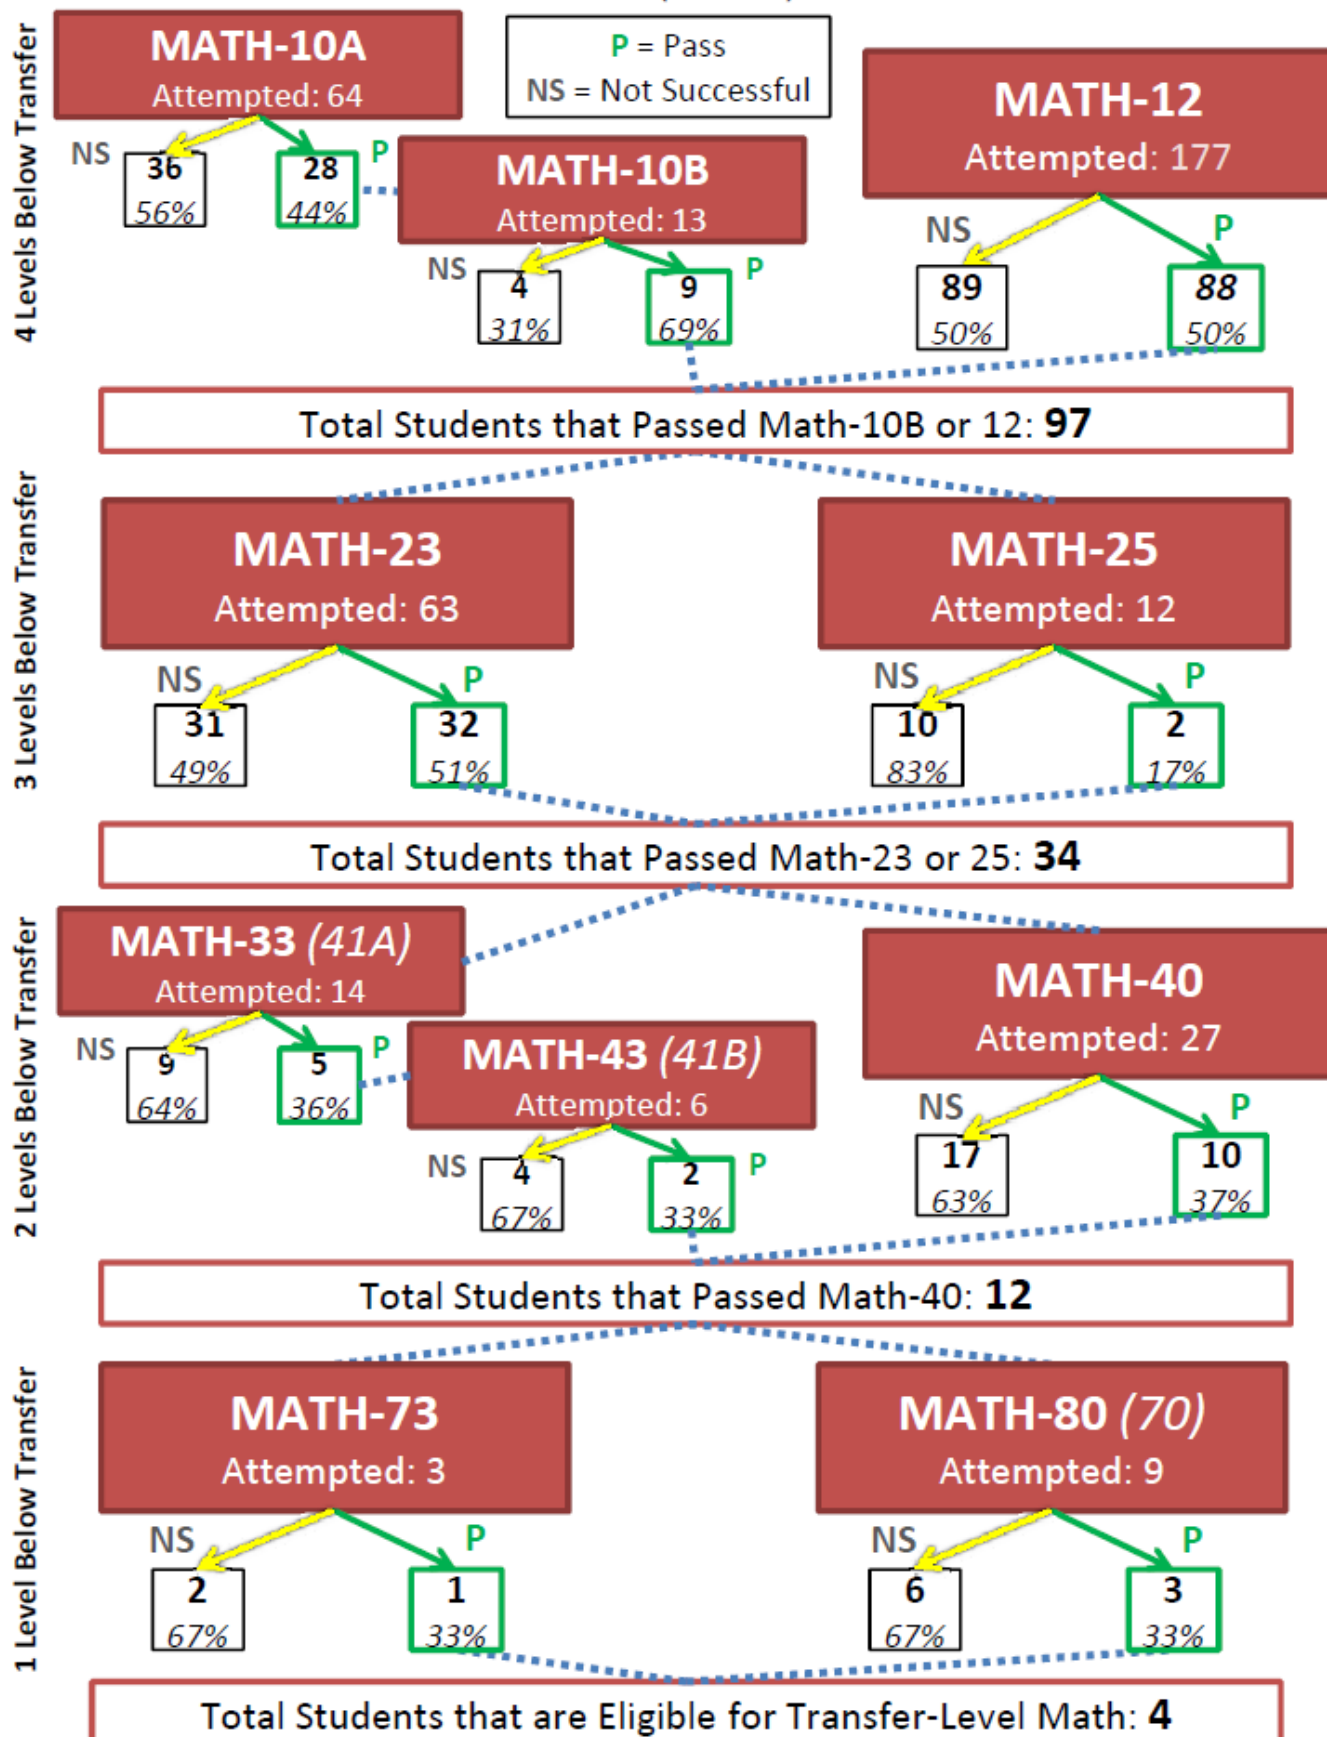 4 Levels Below Transfer
MATH-10A
Attempted: 64
P = Pass
NS = Not Successful
MATH-12
Attempted: 177
NS
P
36
56%
28
44%
MATH-10B
Attempted: 13
NS
P
4
31%
9
69%
NS
P
89
50%
88
50%
Total Students that Passed Math-10B or 12: 97
3 Levels Below Transfer
MATH-23
Attempted: 63
MATH-25
Attempted: 12
NS
P
31
49%
32
51%
NS
P
10
83%
2
17%
Total Students that Passed Math-23 or 25: 34
2 Levels Below Transfer
MATH-33 (41A)
Attempted: 14
MATH-40
Attempted: 27
NS
P
9
64%
5
36%
MATH-43 (41B)
Attempted: 6
NS
P
4
67%
2
33%
NS
P
17
63%
10
37%
Total Students that Passed Math-40: 12
1 Level Below Transfer
MATH-73
Attempted: 3
MATH-80 (70)
Attempted: 9
NS
P
2
67%
1
33%
NS
P
6
67%
3
33%
Total Students that are Eligible for Transfer-Level Math: 4